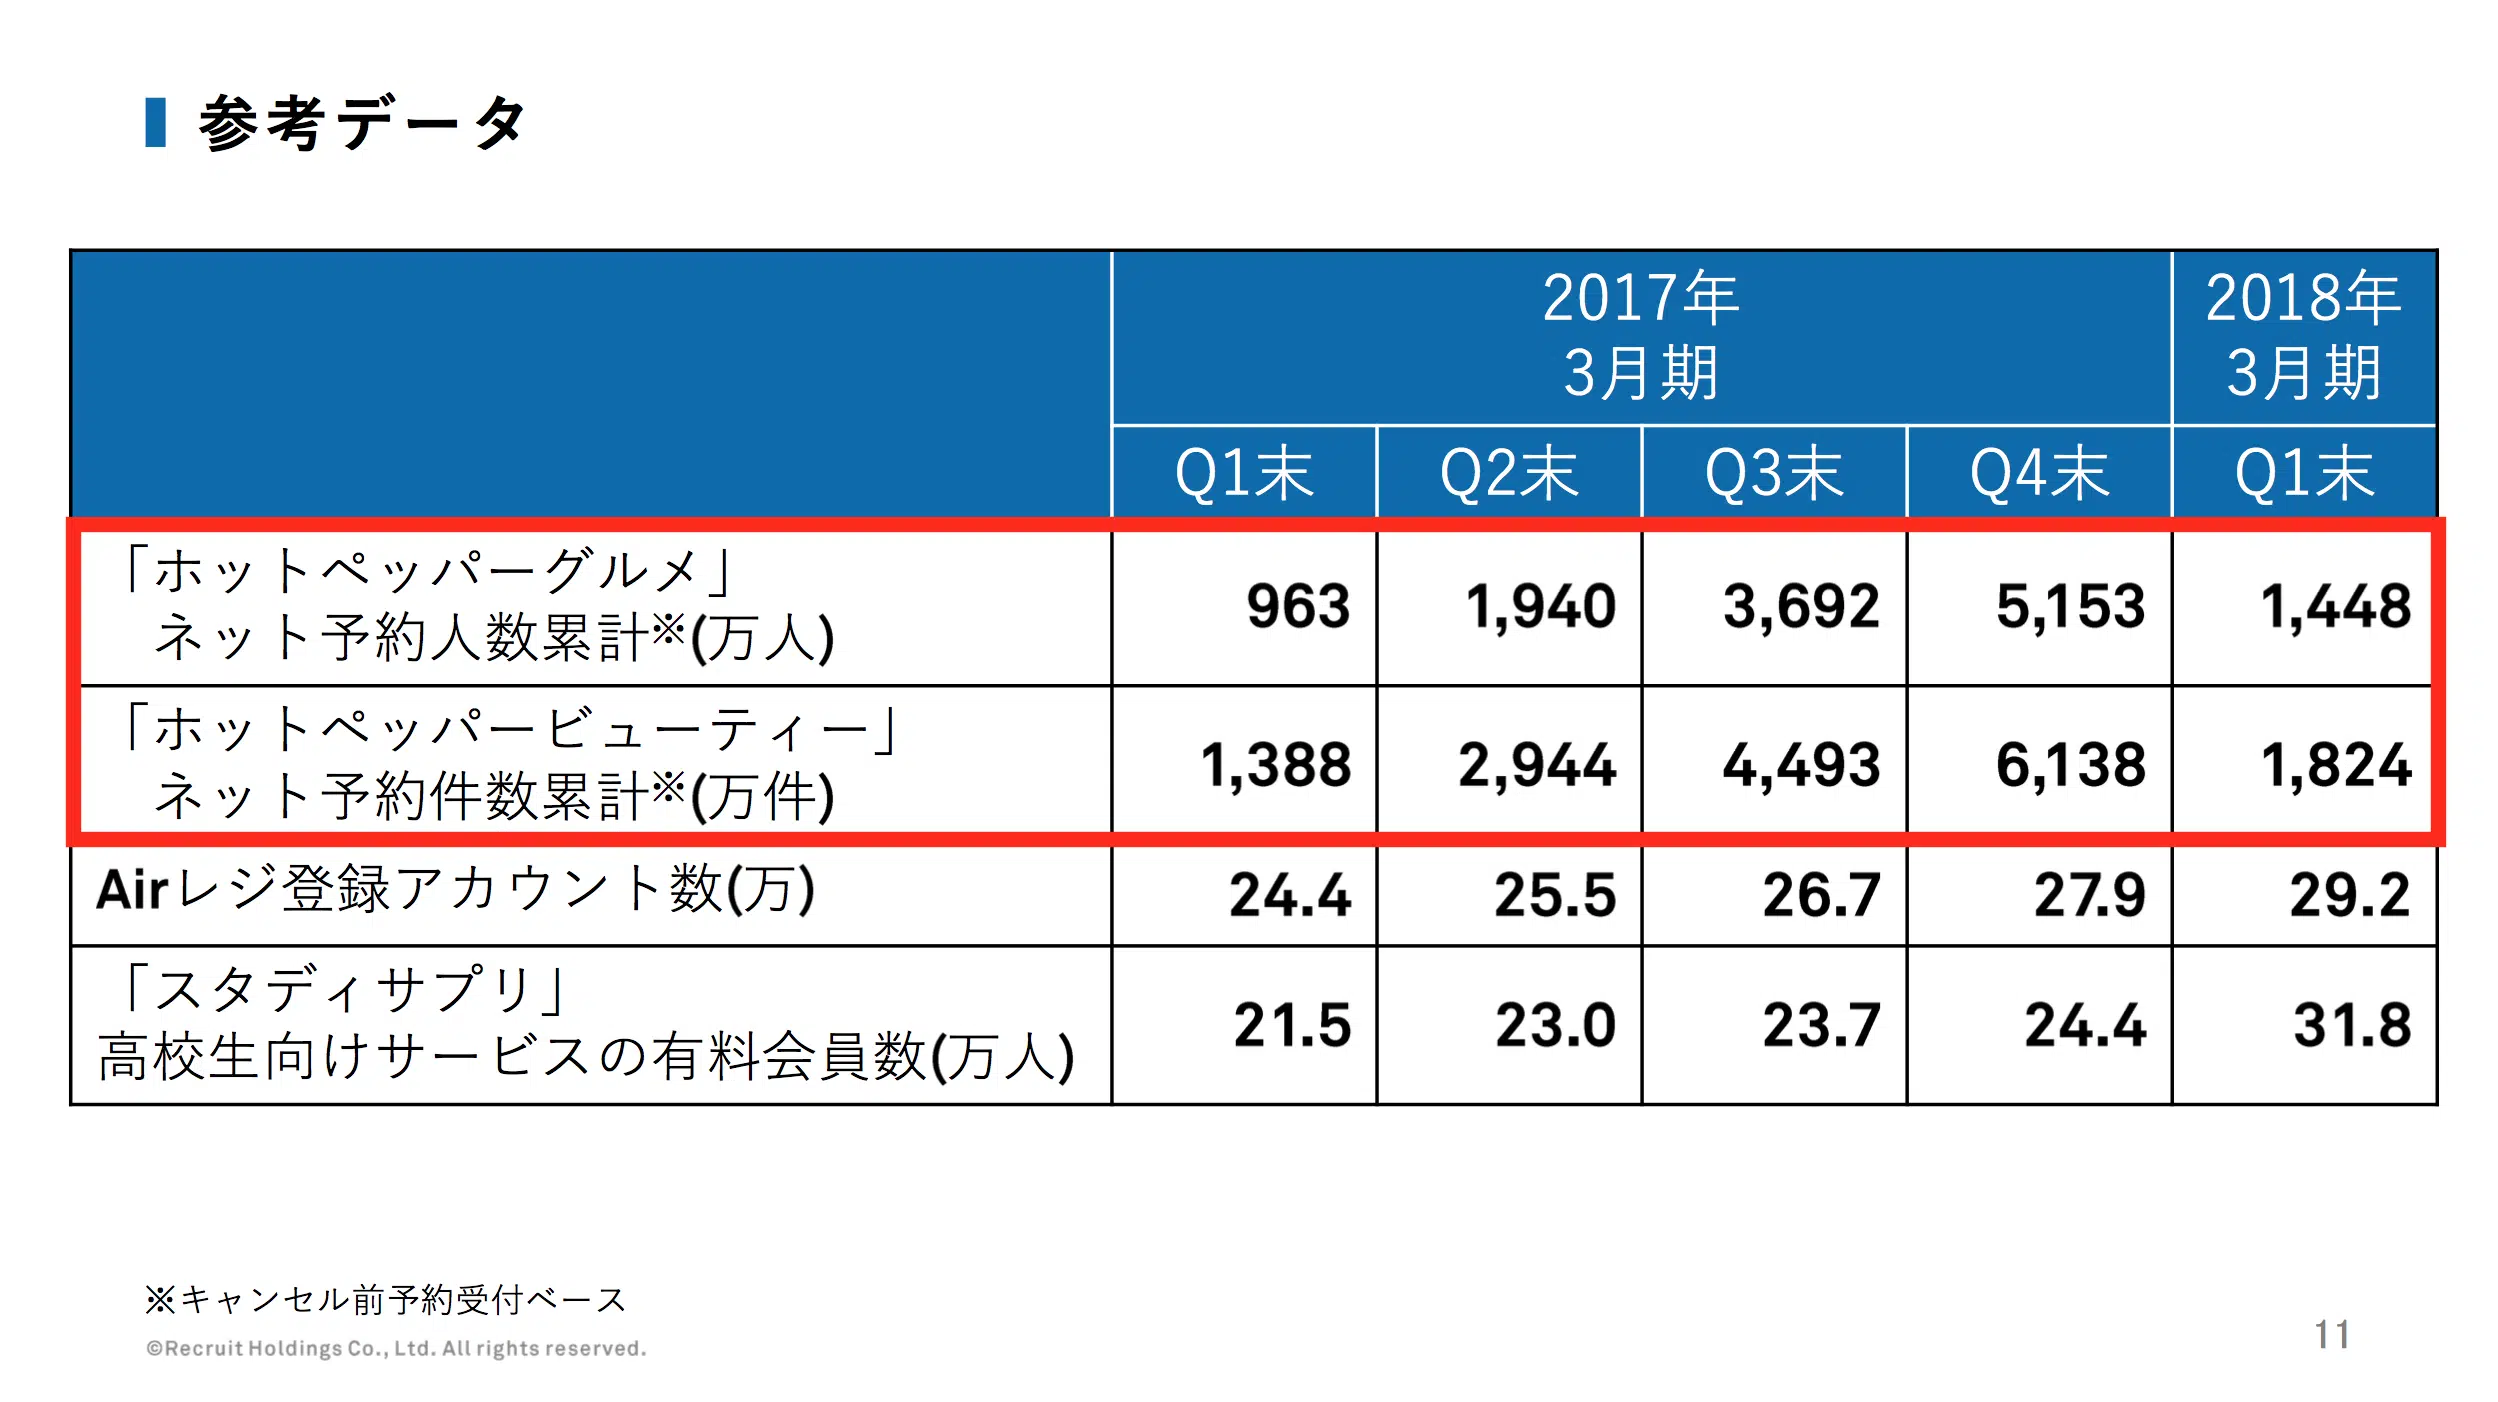 参考データ
2017年
3月期
2018年
3月期
Q1末 Q2末 Q3末 Q4末 Q1末
「ホットペッパーグルメ」
ネット予約人数累計※(万人)
963 1,940 3,692 5,153 1,448
「ホットペッパービューティー」
ネット予約件数累計※(万件)
1,388 2,944 4,493 6,138 1,824
Airレジ登録アカウント数(万) 24.4 25.5 26.7 27.9 29.2
「スタディサプリ」
高校生向けサービスの有料会員数(万人)
21.5 23.0 23.7 24.4 31.8
※キャンセル前予約受付ベース
©Recruit Holdings Co., Ltd. All rights reserved.
11